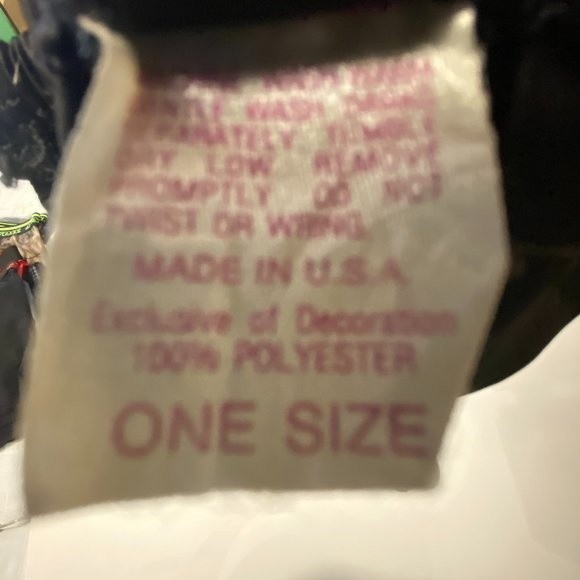 WASH
SEPARATELY TUMBLE
DRY LOW REMOVE
PROMPTLY DO NOT
TWIST OR WRING.
MADE IN U.S.A.
Exclusive of Decoration
100% POLYESTER
ONE SIZE